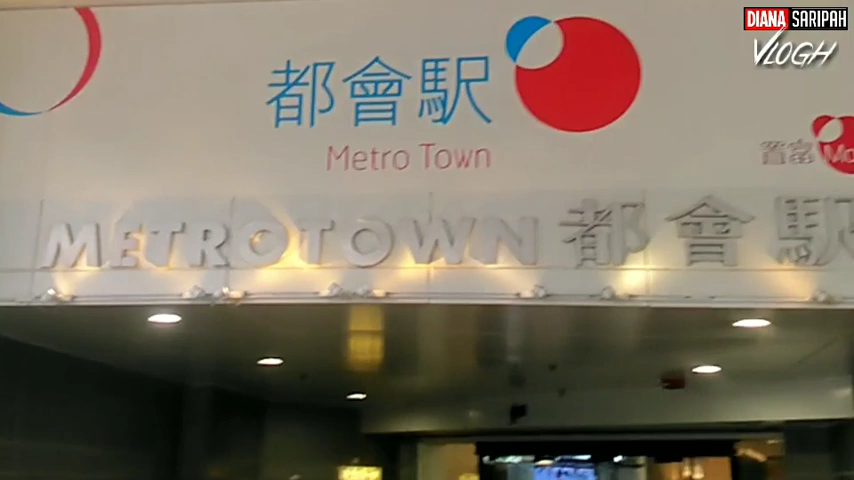 DIANA SARIPAH
VLOGH
都會駅
Metro Town
METROTOWN 都會駅